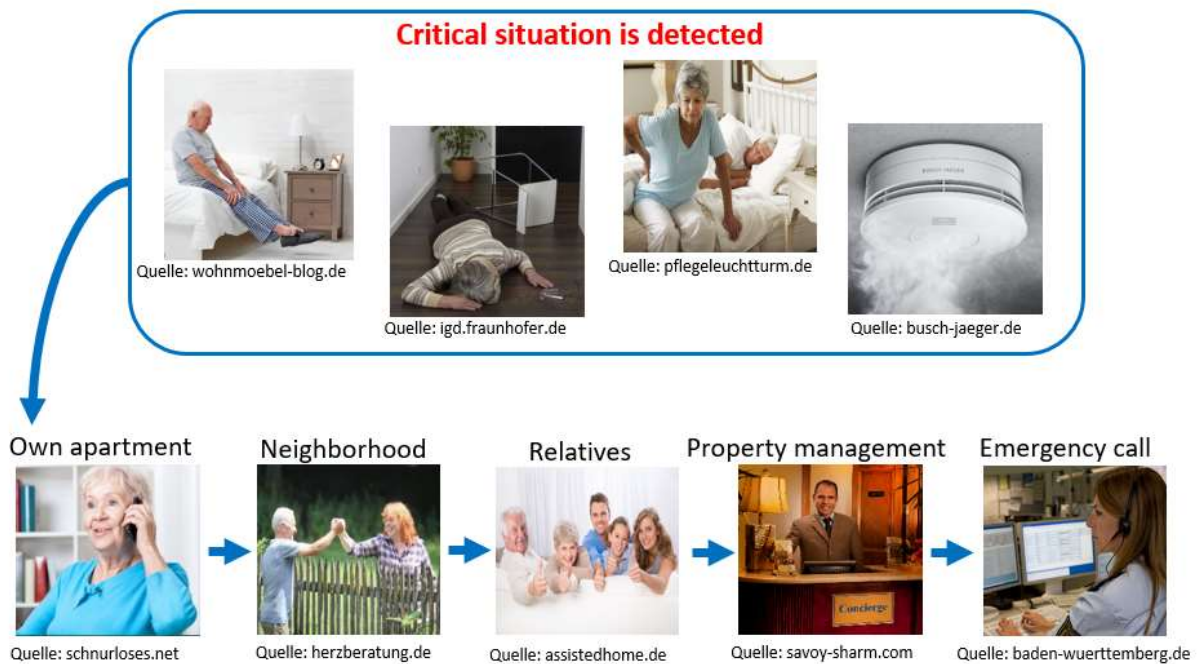 Critical situation is detected
Quelle: wohnmoebel-blog.de
Quelle: igd.fraunhofer.de
Quelle: pflegeleuchtturm.de
BUSCH-JAEGER
Quelle: busch-jaeger.de
Own apartment
Neighborhood
Relatives
Property management
Emergency call
Concierge
Quelle: schnurloses.net
Quelle: herzberatung.de
Quelle: assistedhome.de
Quelle: savoy-sharm.com
Quelle: baden-wuerttemberg.de